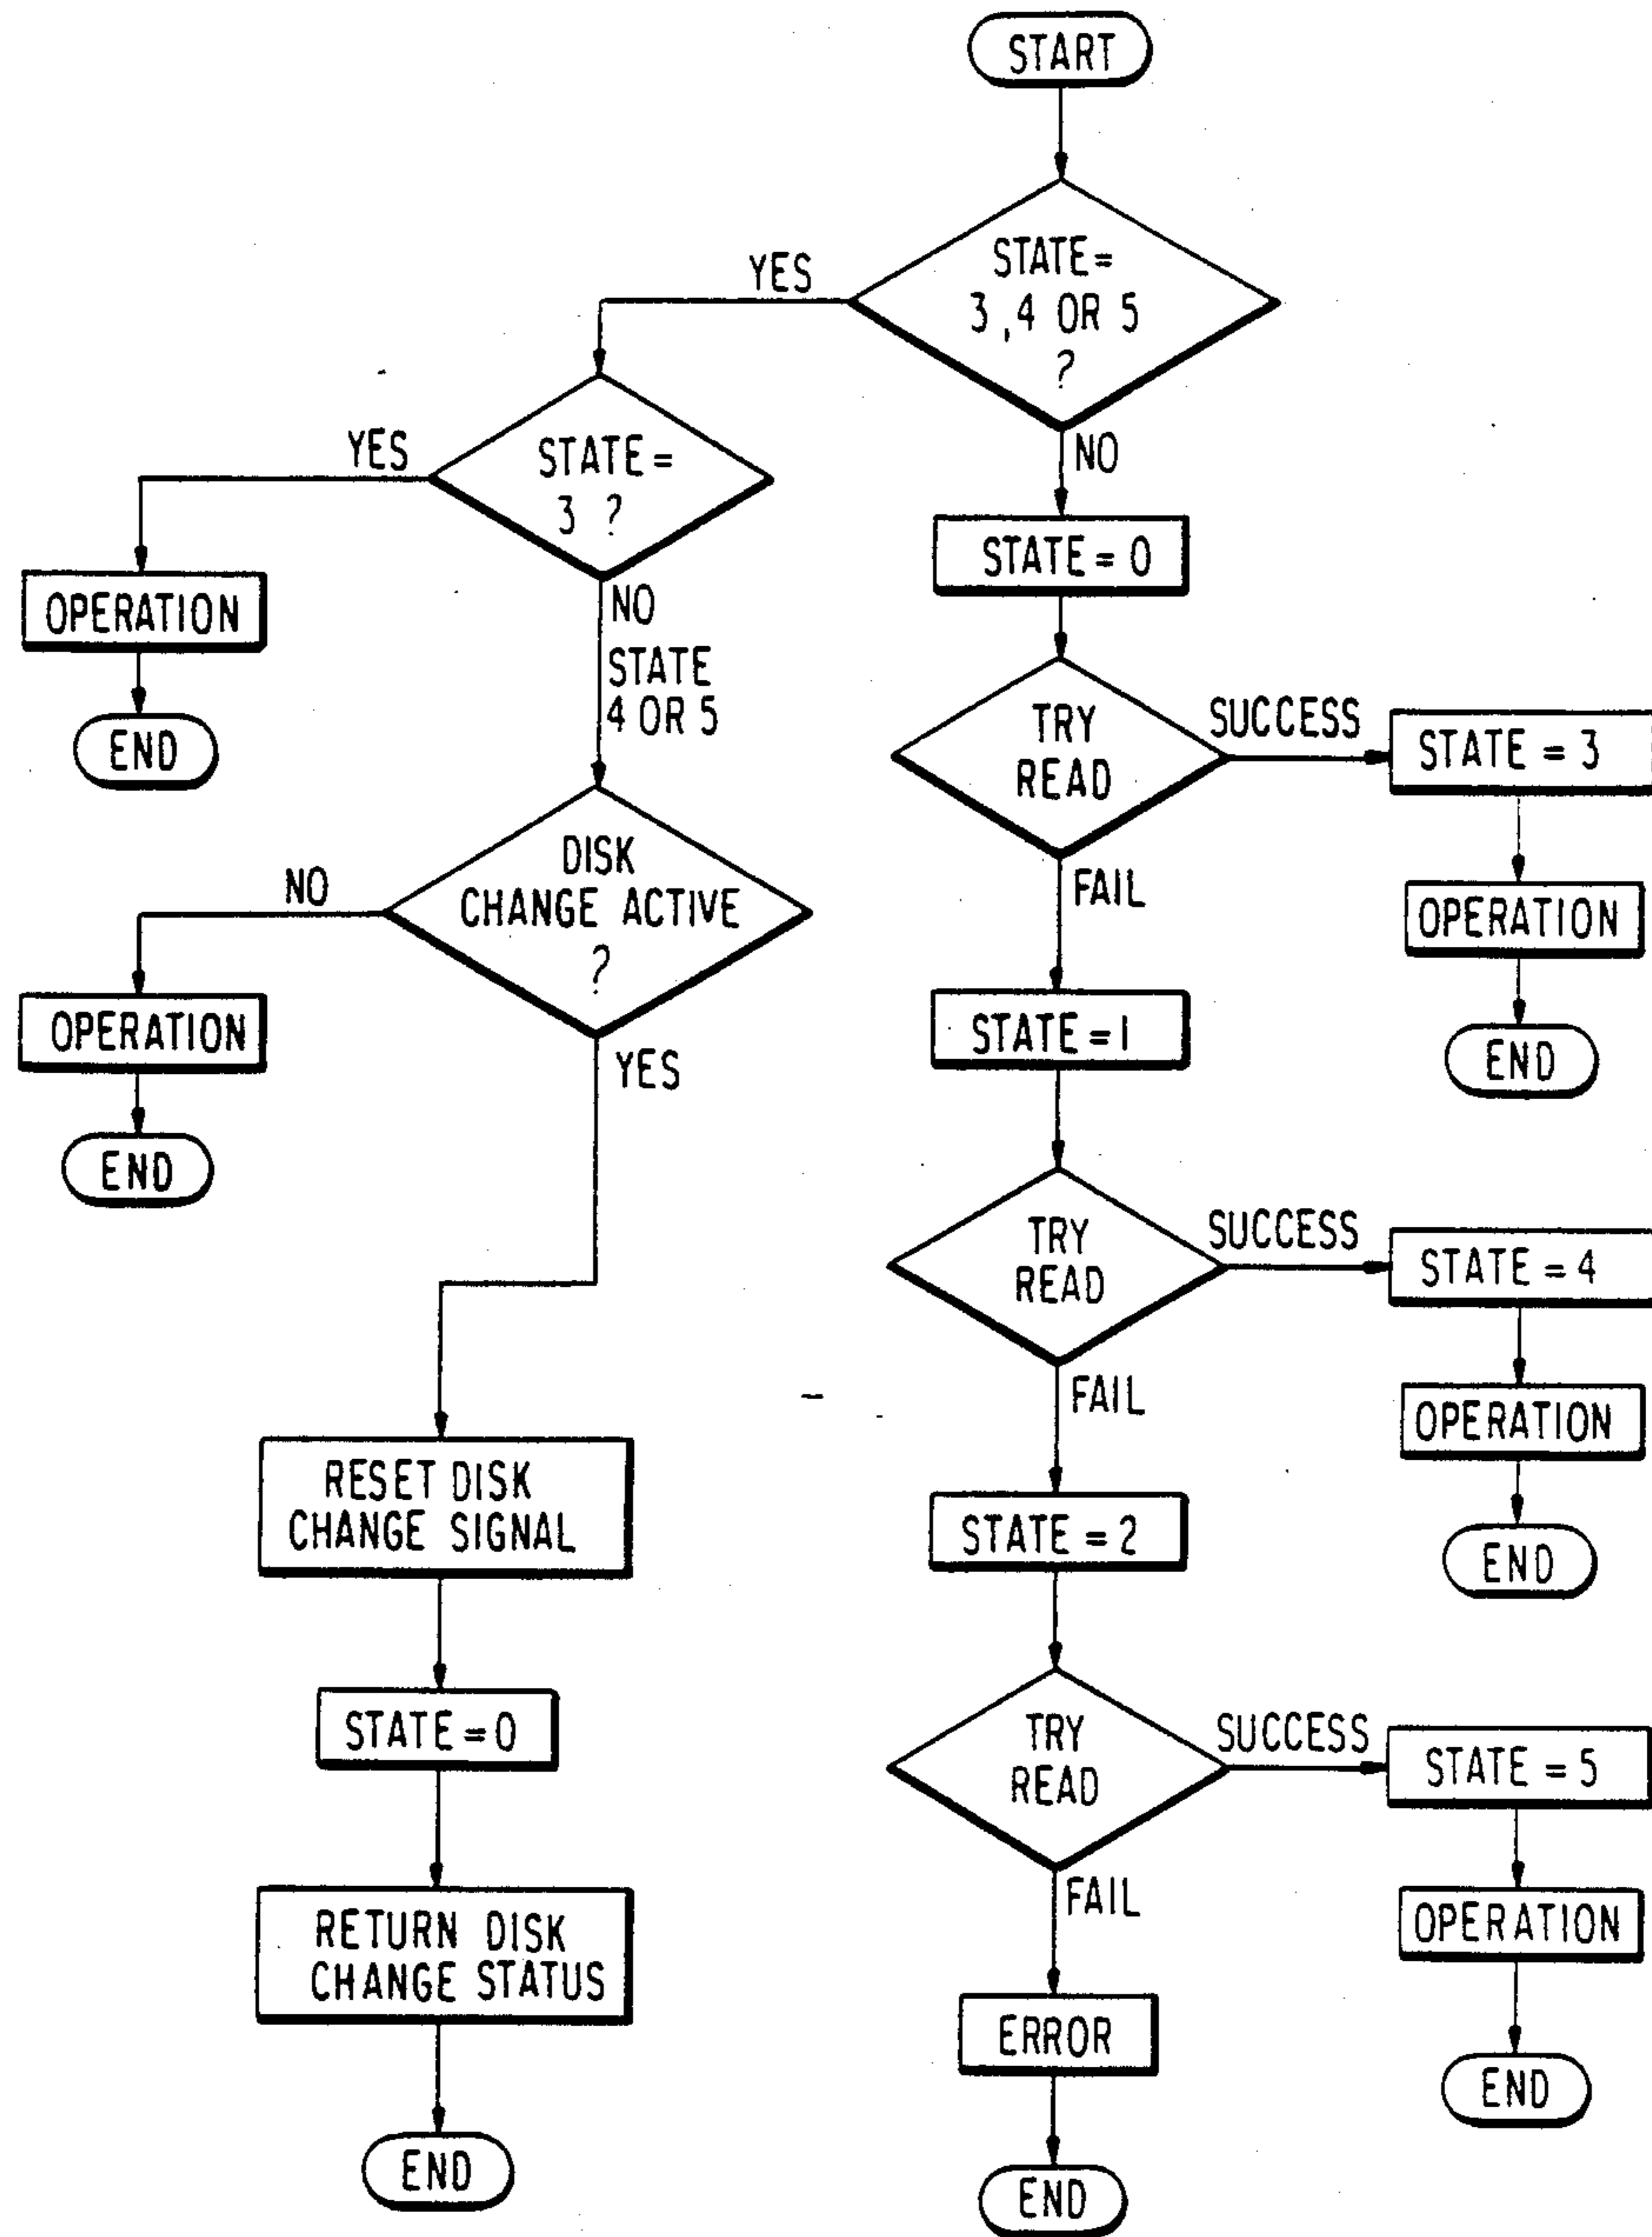 START
STATE=
3,4 OR 5
?
YES
NO
STATE=
3 ?
YES
OPERATION
END
NO
STATE
4 OR 5
DISK
CHANGE ACTIVE
?
NO
OPERATION
END
YES
RESET DISK
CHANGE SIGNAL
STATE=0
RETURN DISK
CHANGE STATUS
END
STATE=0
TRY
READ
SUCCESS
STATE = 3
OPERATION
END
FAIL
STATE=1
TRY
READ
SUCCESS
STATE = 4
OPERATION
END
FAIL
STATE = 2
TRY
READ
SUCCESS
STATE = 5
OPERATION
END
FAIL
ERROR
END